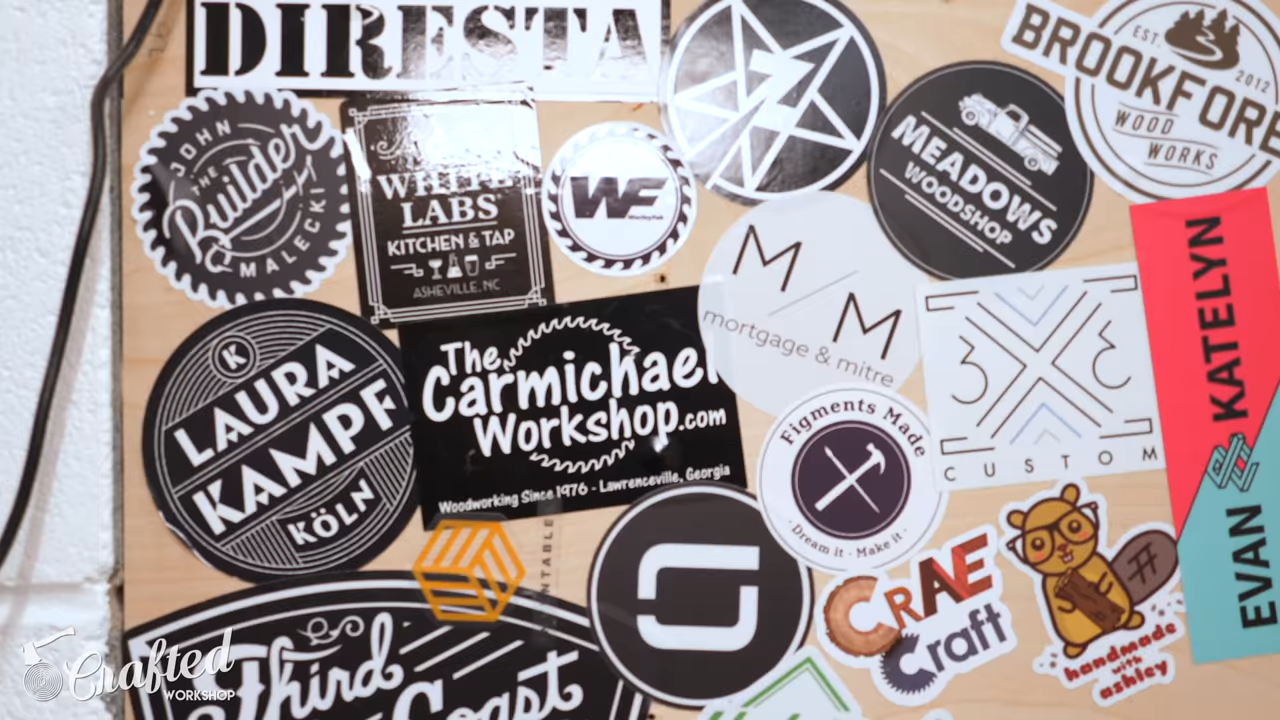 DIRESTA
JOHN
THE
Builder
MALECKI
WHITE
LABS
KITCHEN & TAP
ASHEVILLE, NC
WF
MEADOWS
WOODSHOP
EST.
2012
BROOKFORE
WOOD
WORKS
M/M
mortgage & mitre
K
LAURA
KAMPF
KÖLN
The
Carmichael
Workshop.com
Woodworking Since 1976 - Lawrenceville, Georgia
Figments Made
· Dream it · Make it ·
3 X 3
CUSTOM
EVAN & KATELYN
CRAE
Craft
handmade
with
ashley
Third
Coast
Crafted
WORKSHOP